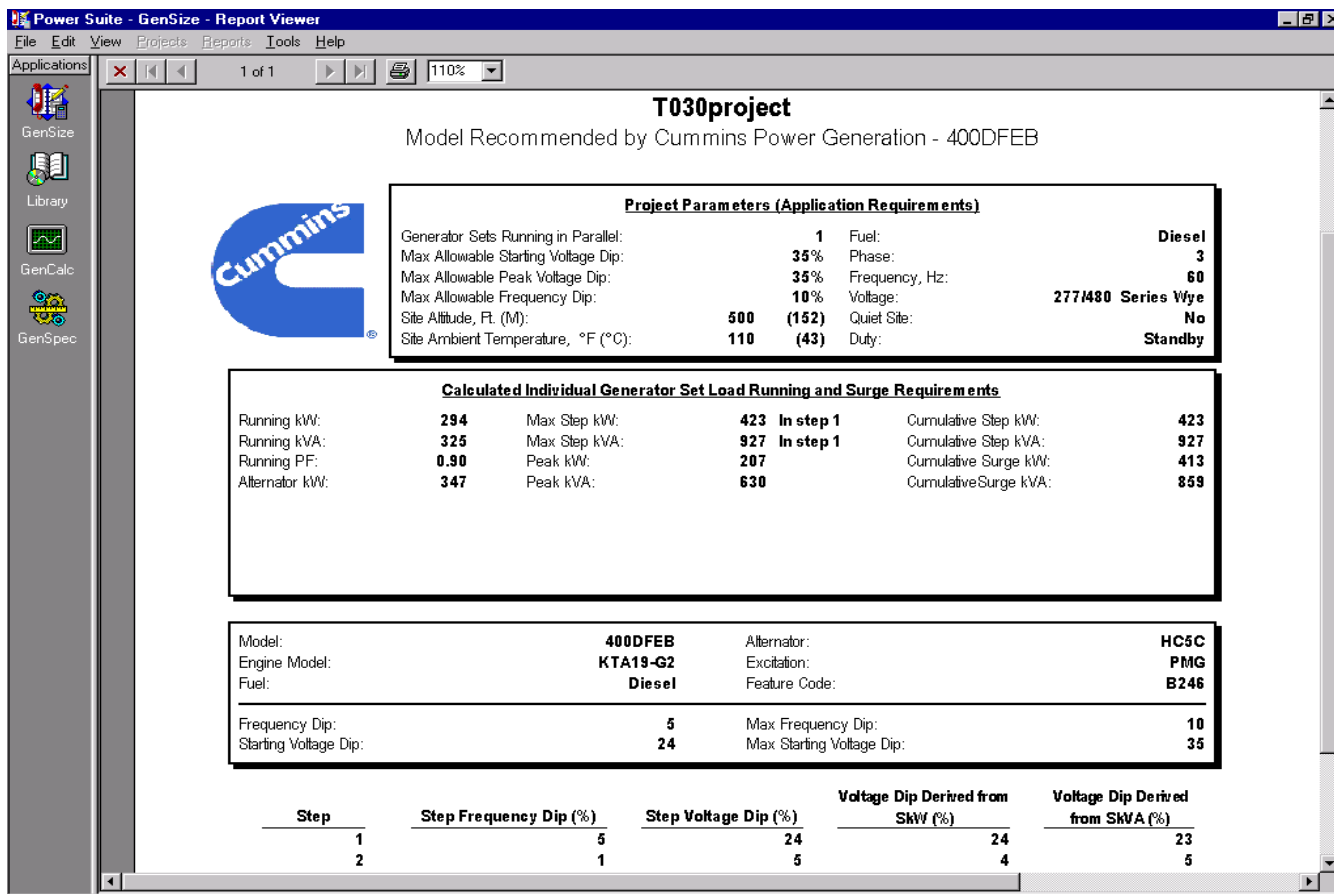 Power Suite - GenSize - Report Viewer
File Edit View Projects Reports Tools Help
Applications
1 of 1 110%
GenSize
Library
GenCalc
GenSpec
T030project
Model Recommended by Cummins Power Generation - 400DFEB
Cummins
®
Project Parameters (Application Requirements)
Generator Sets Running in Parallel: 1 Fuel: Diesel
Max Allowable Starting Voltage Dip: 35% Phase: 3
Max Allowable Peak Voltage Dip: 35% Frequency, Hz: 60
Max Allowable Frequency Dip: 10% Voltage: 277/480 Series Wye
Site Altitude, Ft. (M): 500 (152) Quiet Site: No
Site Ambient Temperature, °F (°C): 110 (43) Duty: Standby
Calculated Individual Generator Set Load Running and Surge Requirements
Running kW: 294 Max Step kW: 423 In step 1 Cumulative Step kW: 423
Running kVA: 325 Max Step kVA: 927 In step 1 Cumulative Step kVA: 927
Running PF: 0.90 Peak kW: 207 Cumulative Surge kW: 413
Alternator kW: 347 Peak kVA: 630 CumulativeSurge kVA: 859
Model: 400DFEB Alternator: HC5C
Engine Model: KTA19-G2 Excitation: PMG
Fuel: Diesel Feature Code: B246
Frequency Dip: 5 Max Frequency Dip: 10
Starting Voltage Dip: 24 Max Starting Voltage Dip: 35
Step Step Frequency Dip (%) Step Voltage Dip (%) Voltage Dip Derived from SkW (%) Voltage Dip Derived from SkVA (%)
1 5 24 24 23
2 1 5 4 5